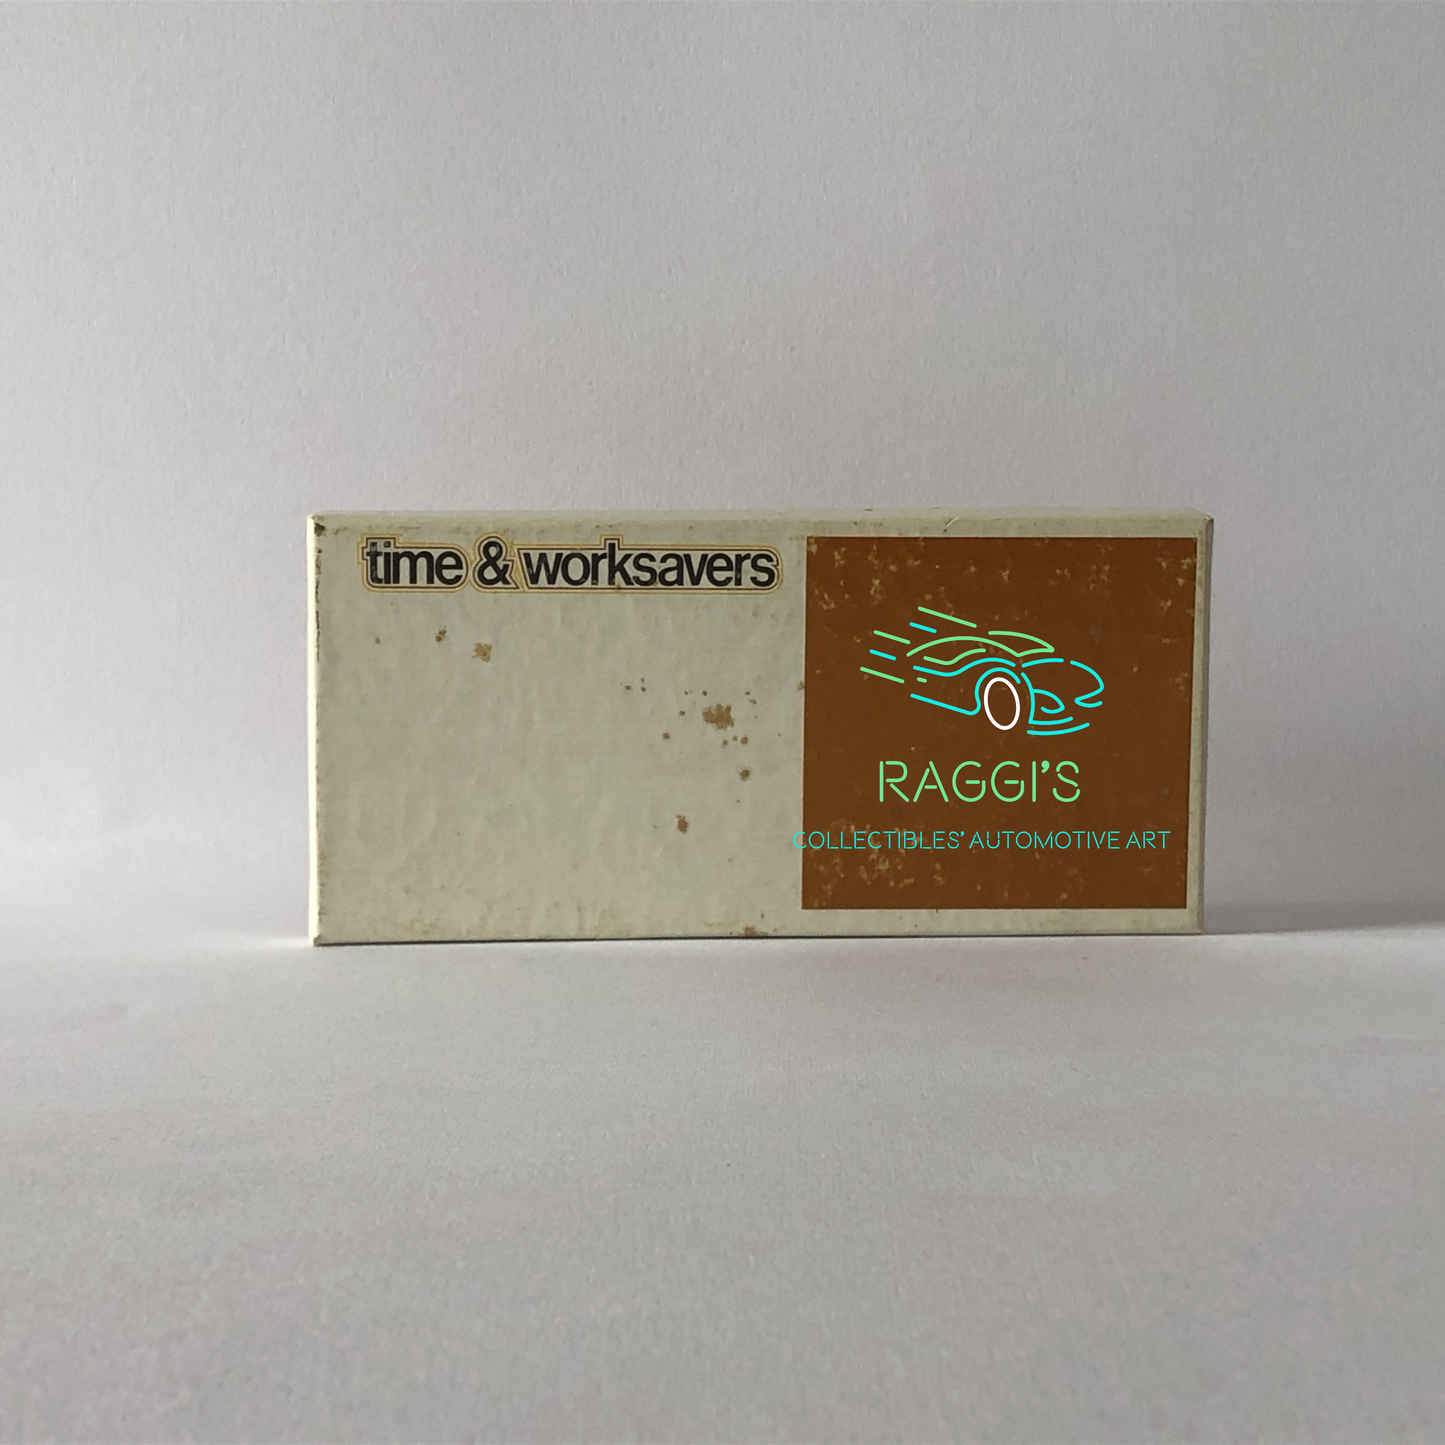 time & worksavers
RAGGI'S
COLLECTIBLES' AUTOMOTIVE ART